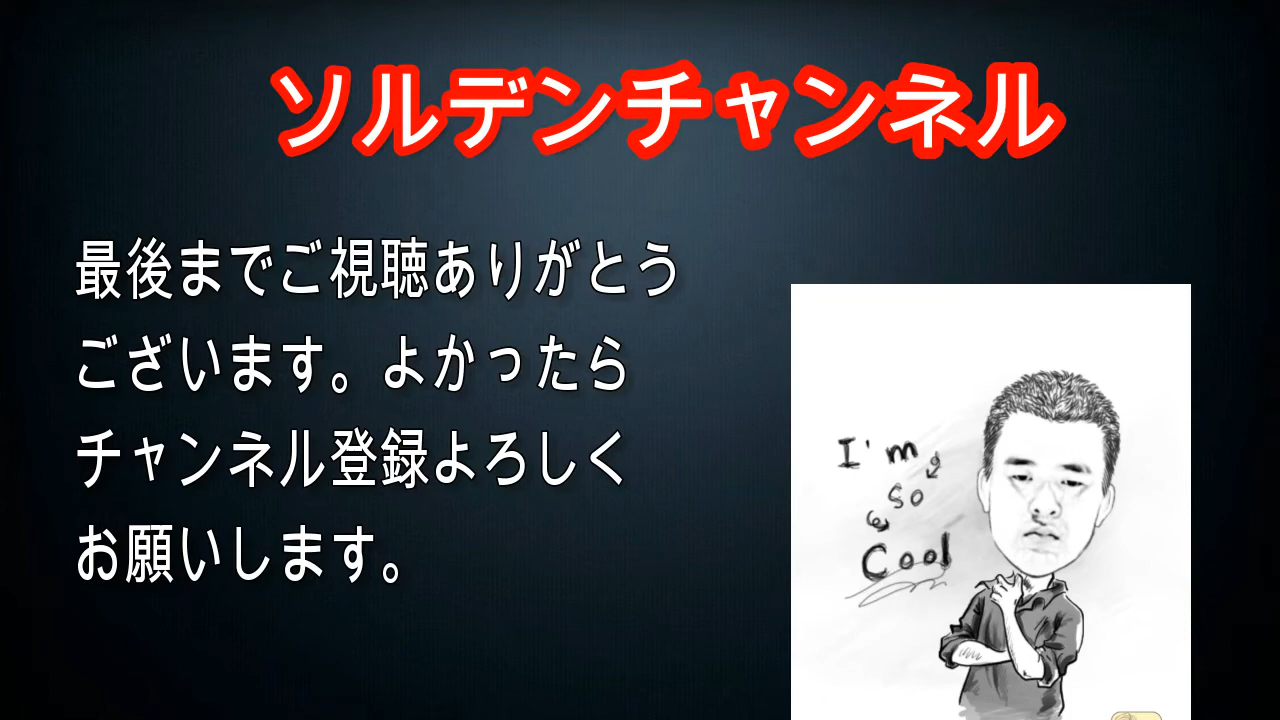 ソルデンチャンネル
最後までご視聴ありがとう
ございます。よかったら
チャンネル登録よろしく
お願いします。
I'm
so
Cool